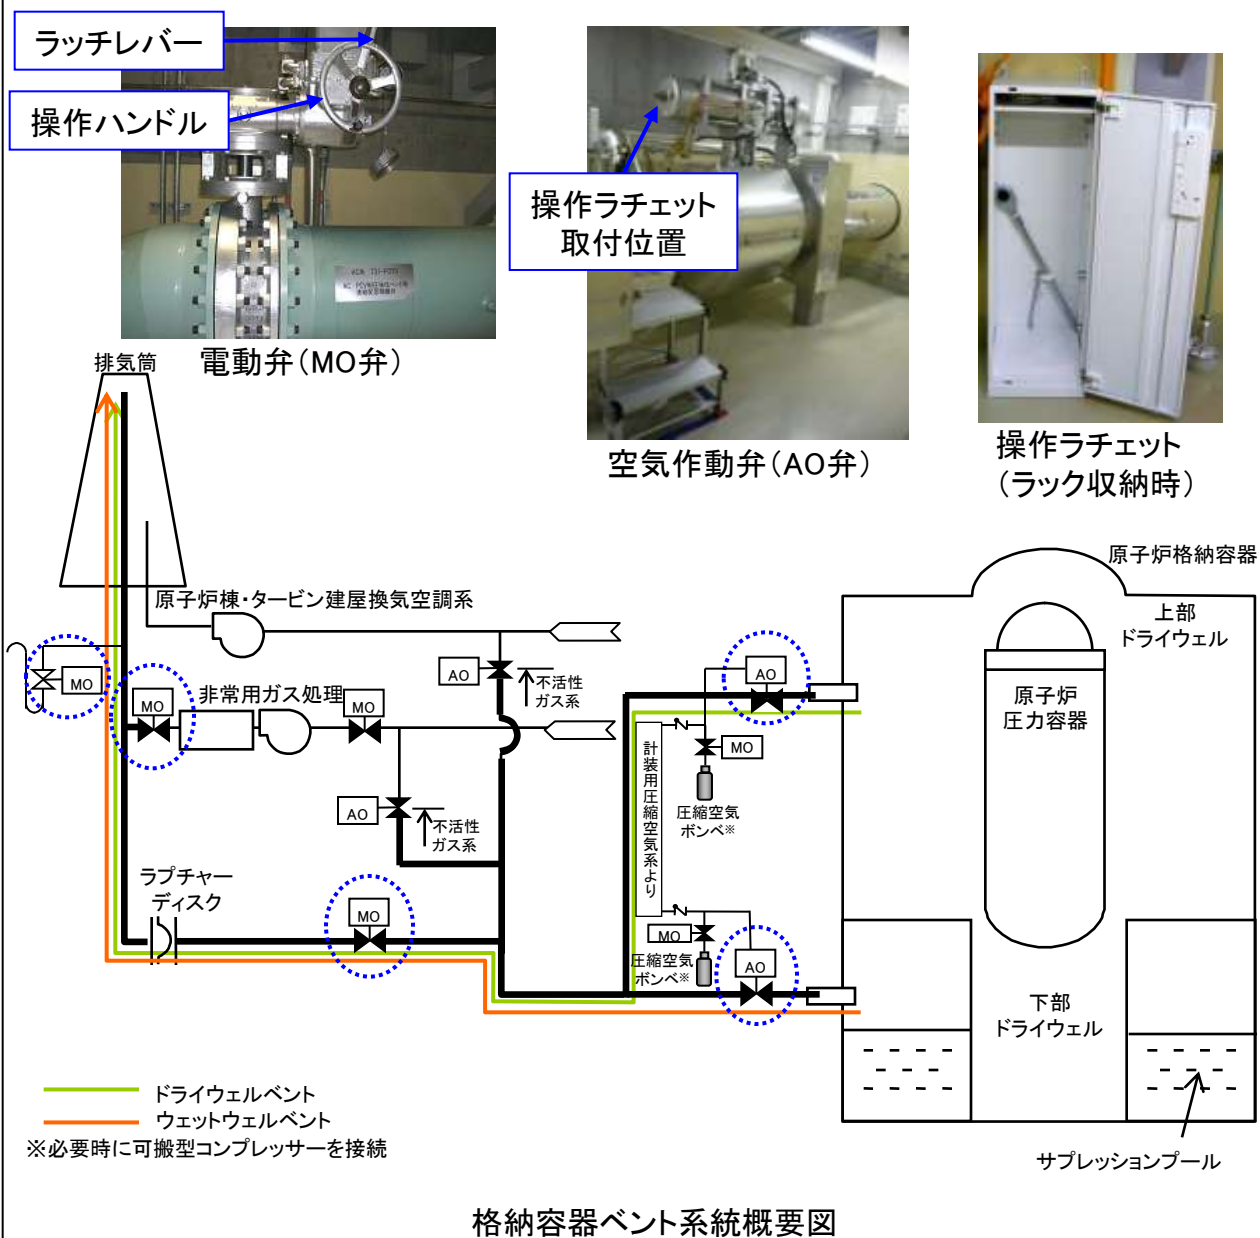 ラッチレバー
操作ハンドル
操作ラチェット
取付位置
電動弁(MO弁)
空気作動弁(AO弁)
操作ラチェット
(ラック収納時)
排気筒
原子炉格納容器
原子炉棟・タービン建屋換気空調系
上部
ドライウェル
AO
AO
不活性
ガス系
MO
MO
非常用ガス処理
MO
原子炉
圧力容器
計装用圧縮空気系より
MO
AO
不活性
ガス系
圧縮空気
ボンベ※
ラプチャー
ディスク
MO
MO
圧縮空気
ボンベ※
AO
下部
ドライウェル
ドライウェルベント
ウェットウェルベント
※必要時に可搬型コンプレッサーを接続
サプレッションプール
格納容器ベント系統概要図